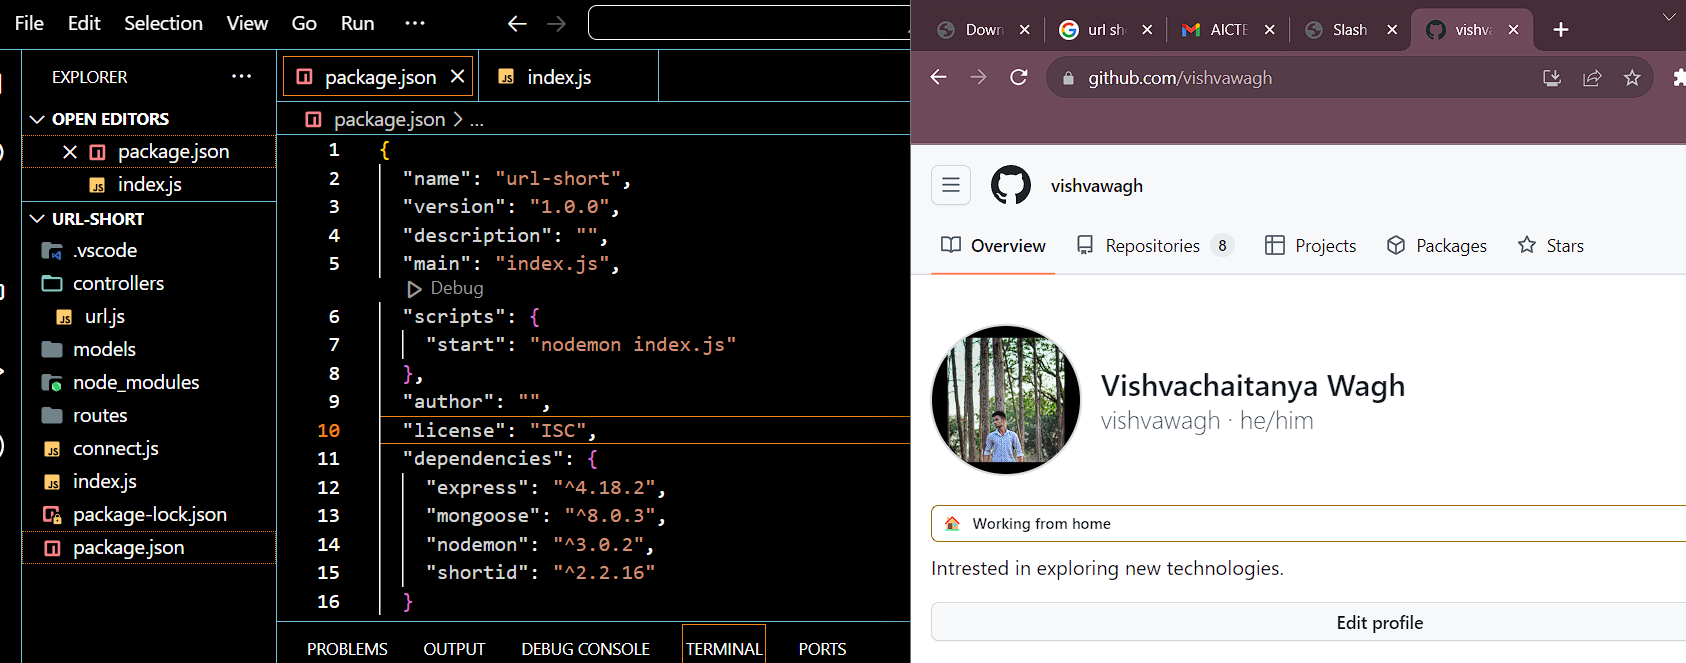 File Edit Selection View Go Run ···
EXPLORER ···
OPEN EDITORS
package.json
index.js
URL-SHORT
.vscode
controllers
url.js
models
node_modules
routes
connect.js
index.js
package-lock.json
package.json
package.json index.js
package.json > ...
1 {
2 "name": "url-short",
3 "version": "1.0.0",
4 "description": "",
5 "main": "index.js",
Debug
6 "scripts": {
7 "start": "nodemon index.js"
8 },
9 "author": "",
10 "license": "ISC",
11 "dependencies": {
12 "express": "^4.18.2",
13 "mongoose": "^8.0.3",
14 "nodemon": "^3.0.2",
15 "shortid": "^2.2.16"
16 }
PROBLEMS OUTPUT DEBUG CONSOLE TERMINAL PORTS
Down url sh AICTE Slash vishva
github.com/vishvawagh
vishvawagh
Overview Repositories 8 Projects Packages Stars
Vishvachaitanya Wagh
vishvawagh · he/him
Working from home
Intrested in exploring new technologies.
Edit profile